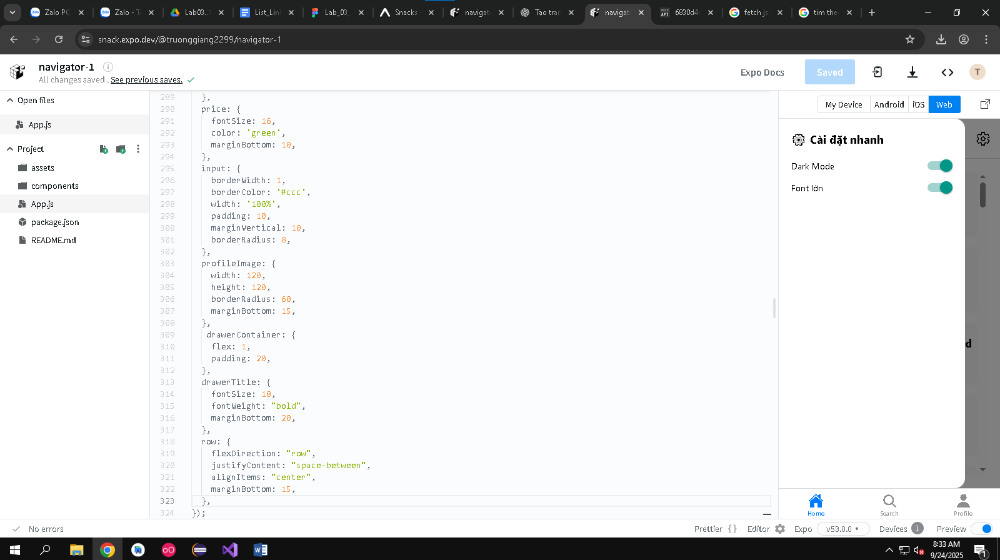 Zalo PC
Zalo - T
Lab03..1
List_Lin
Lab_03_
Snacks
navigat
Tạo tran
navigat
mock API
6830d4
fetch js
tim the
snack.expo.dev/@truonggiang2299/navigator-1
navigator-1
All changes saved . See previous saves.
Expo Docs
Saved
T
Open files
App.js
Project
assets
components
App.js
package.json
README.md
289 },
290 price: {
291 fontSize: 16,
292 color: 'green',
293 marginBottom: 10,
294 },
295 input: {
296 borderWidth: 1,
297 borderColor: '#ccc',
298 width: '100%',
299 padding: 10,
300 marginVertical: 10,
301 borderRadius: 8,
302 },
303 profileImage: {
304 width: 120,
305 height: 120,
306 borderRadius: 60,
307 marginBottom: 15,
308 },
309 drawerContainer: {
310 flex: 1,
311 padding: 20,
312 },
313 drawerTitle: {
314 fontSize: 18,
315 fontWeight: "bold",
316 marginBottom: 20,
317 },
318 row: {
319 flexDirection: "row",
320 justifyContent: "space-between",
321 alignItems: "center",
322 marginBottom: 15,
323 },
324 });
My Device
Android
iOS
Web
Cài đặt nhanh
Dark Mode
Font lớn
d
Home
Search
Profile
No errors
Prettier { }
Editor
Expo
v53.0.0
Devices 1
Preview
8:33 AM
9/24/2025
1